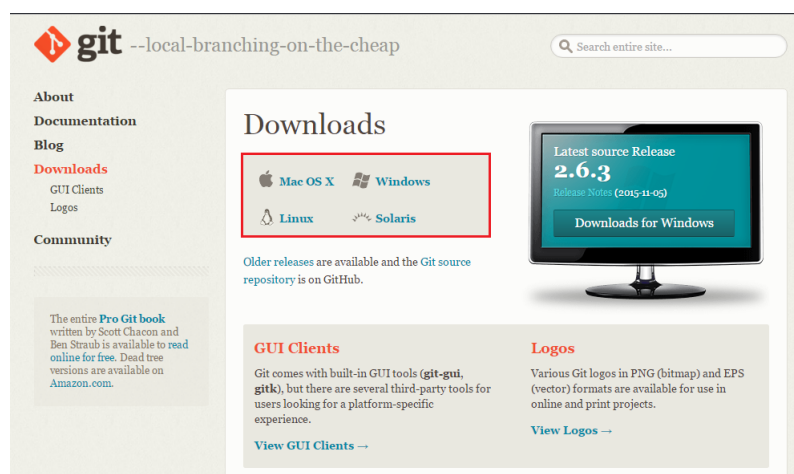 git --local-branching-on-the-cheap
Search entire site...
About
Documentation
Blog
Downloads
GUI Clients
Logos
Community
The entire Pro Git book
written by Scott Chacon and
Ben Straub is available to read
online for free. Dead tree
versions are available on
Amazon.com.
Downloads
Mac OS X Windows
Linux Solaris
Older releases are available and the Git source
repository is on GitHub.
Latest source Release
2.6.3
Release Notes (2015-11-05)
Downloads for Windows
GUI Clients
Git comes with built-in GUI tools (git-gui,
gitk), but there are several third-party tools for
users looking for a platform-specific
experience.
View GUI Clients →
Logos
Various Git logos in PNG (bitmap) and EPS
(vector) formats are available for use in
online and print projects.
View Logos →